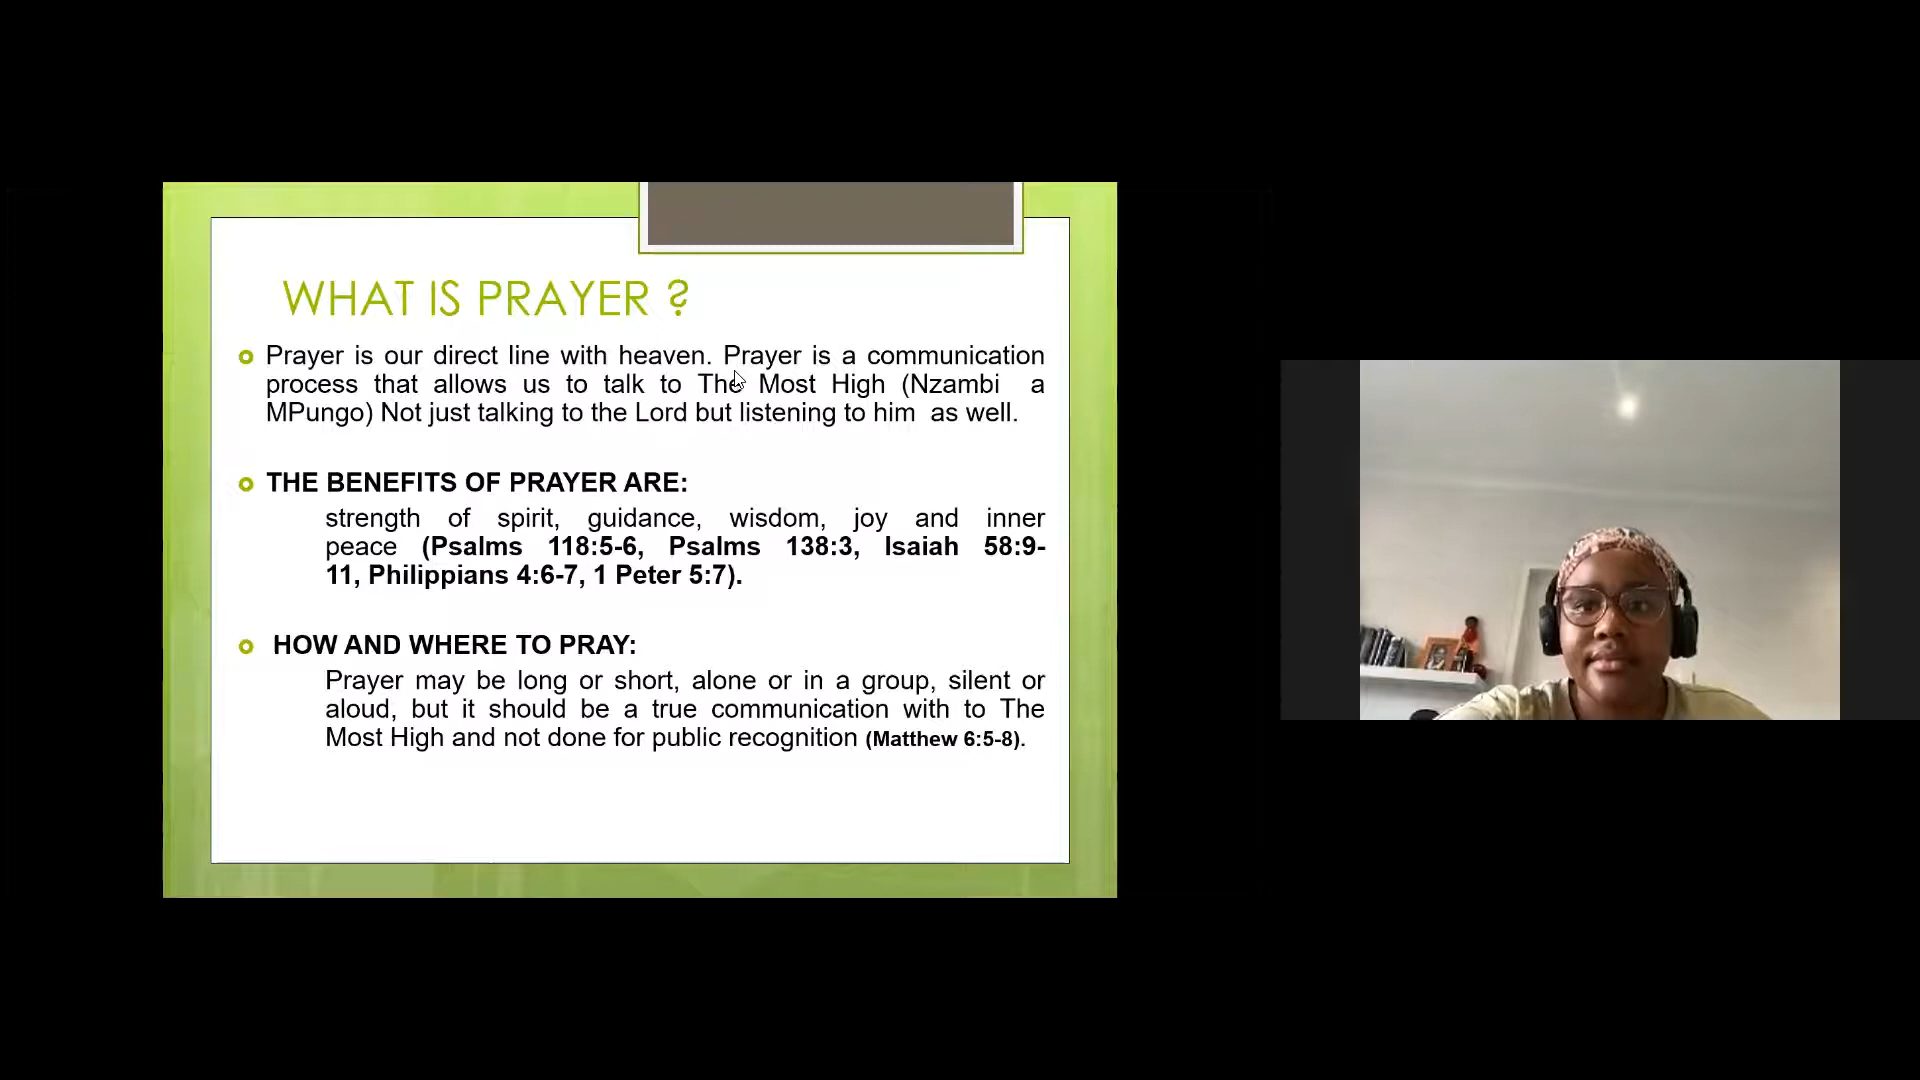 WHAT IS PRAYER ?
Prayer is our direct line with heaven. Prayer is a communication
process that allows us to talk to The Most High (Nzambi a
MPungo) Not just talking to the Lord but listening to him as well.
THE BENEFITS OF PRAYER ARE:
strength of spirit, guidance, wisdom, joy and inner
peace (Psalms 118:5-6, Psalms 138:3, Isaiah 58:9-
11, Philippians 4:6-7, 1 Peter 5:7).
HOW AND WHERE TO PRAY:
Prayer may be long or short, alone or in a group, silent or
aloud, but it should be a true communication with to The
Most High and not done for public recognition (Matthew 6:5-8).